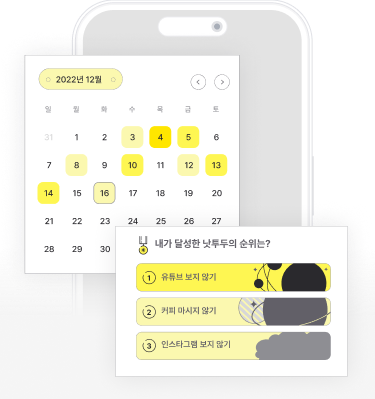 2022년 12월
일 월 화 수 목 금 토
31 1 2 3 4 5 6
7 8 9 10 11 12 13
14 15 16 17 18 19 20
21 22 23 24 25 26 27
28 29 30
내가 달성한 낫투두의 순위는?
1 유튜브 보지 않기
2 커피 마시지 않기
3 인스타그램 보지 않기